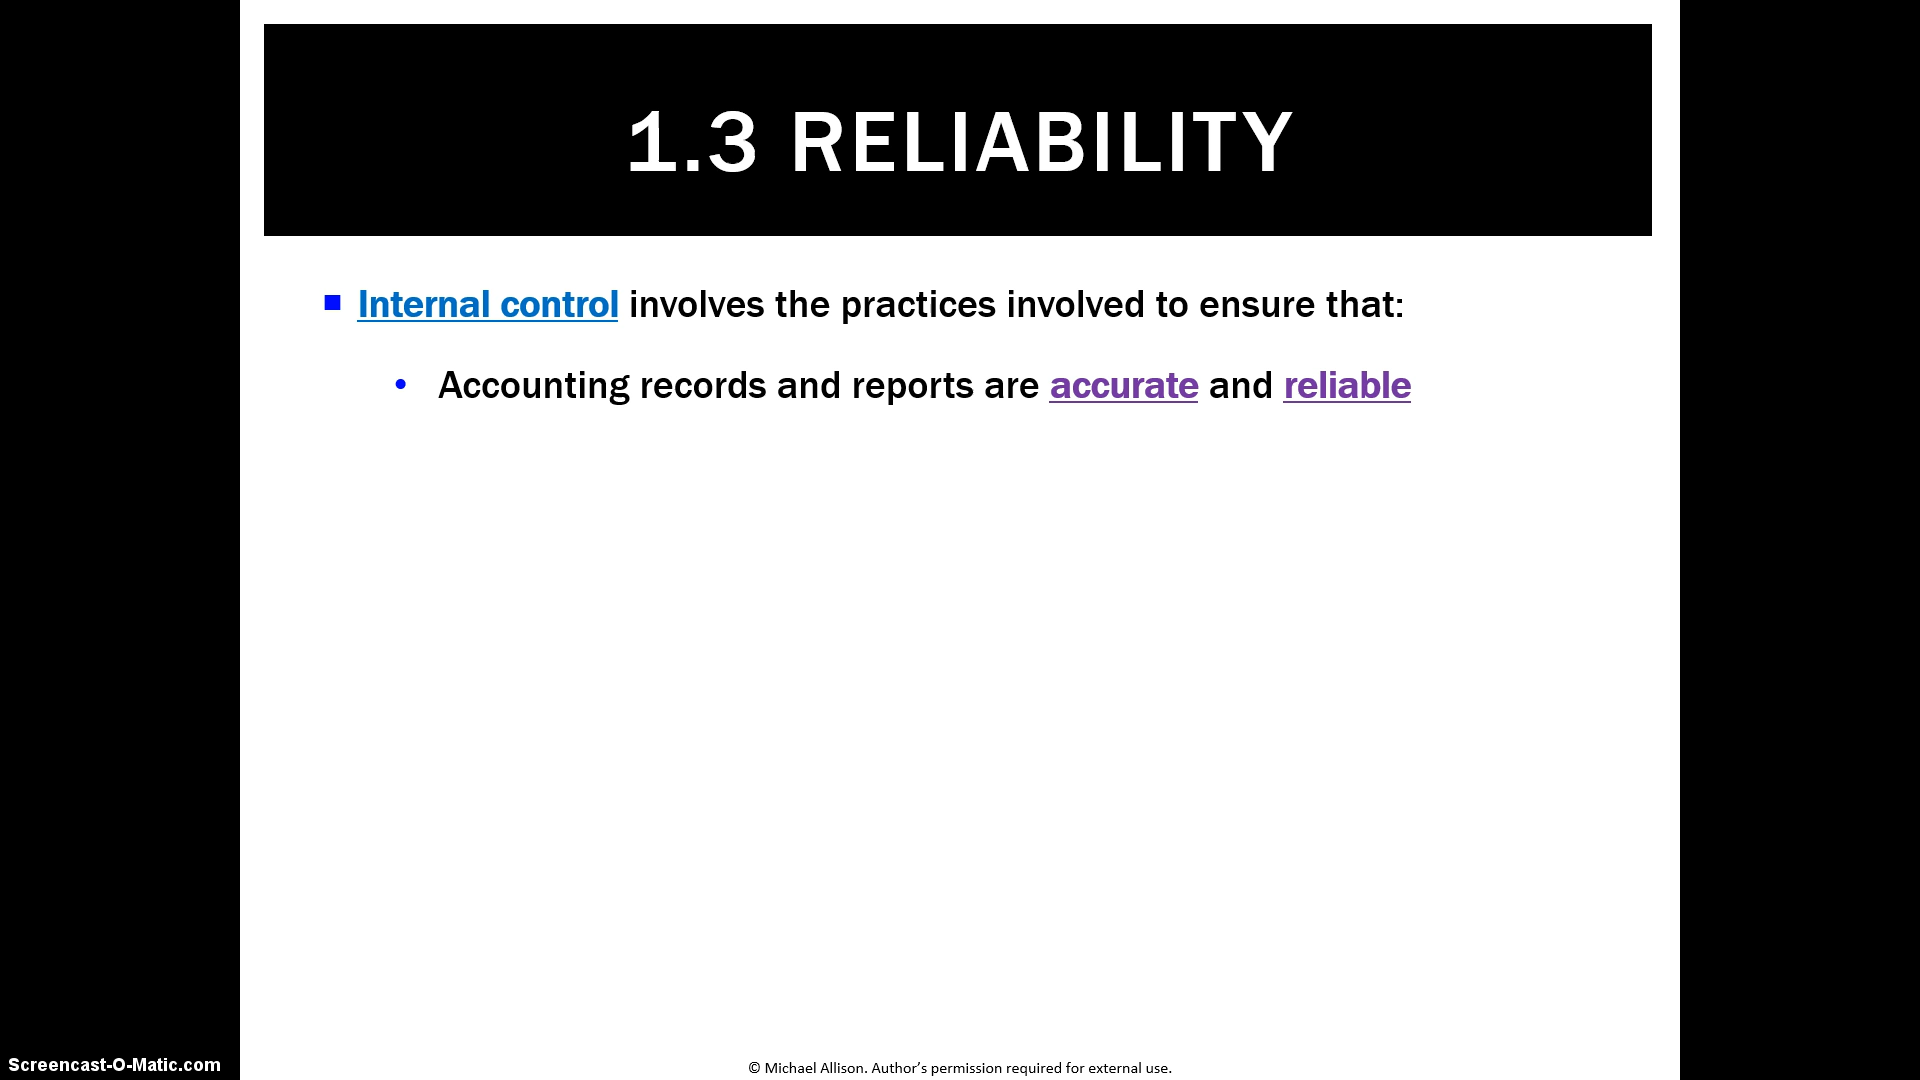 1.3 RELIABILITY
Internal control involves the practices involved to ensure that:
Accounting records and reports are accurate and reliable
Screencast-O-Matic.com
© Michael Allison. Author’s permission required for external use.